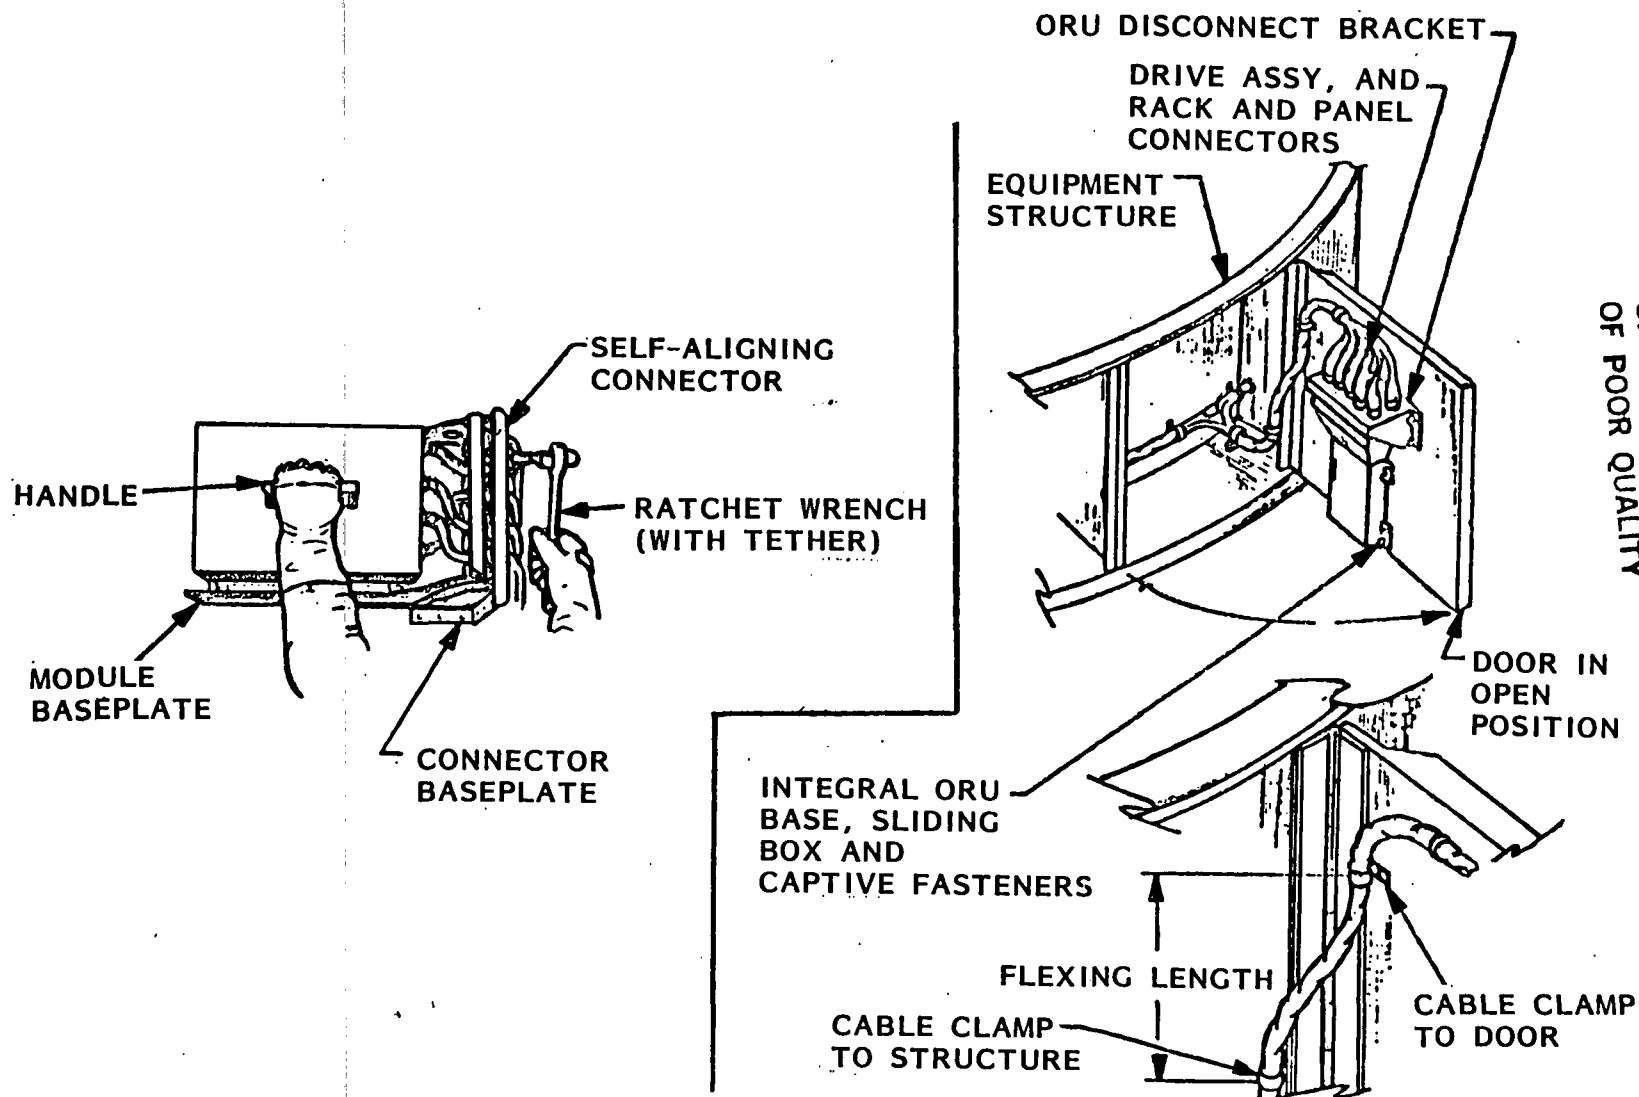 ORU DISCONNECT BRACKET
DRIVE ASSY, AND
RACK AND PANEL
CONNECTORS
EQUIPMENT
STRUCTURE
SELF-ALIGNING
CONNECTOR
HANDLE
RATCHET WRENCH
(WITH TETHER)
MODULE
BASEPLATE
CONNECTOR
BASEPLATE
DOOR IN
OPEN
POSITION
INTEGRAL ORU
BASE, SLIDING
BOX AND
CAPTIVE FASTENERS
FLEXING LENGTH
CABLE CLAMP
TO STRUCTURE
CABLE CLAMP
TO DOOR
OF POOR QUALITY